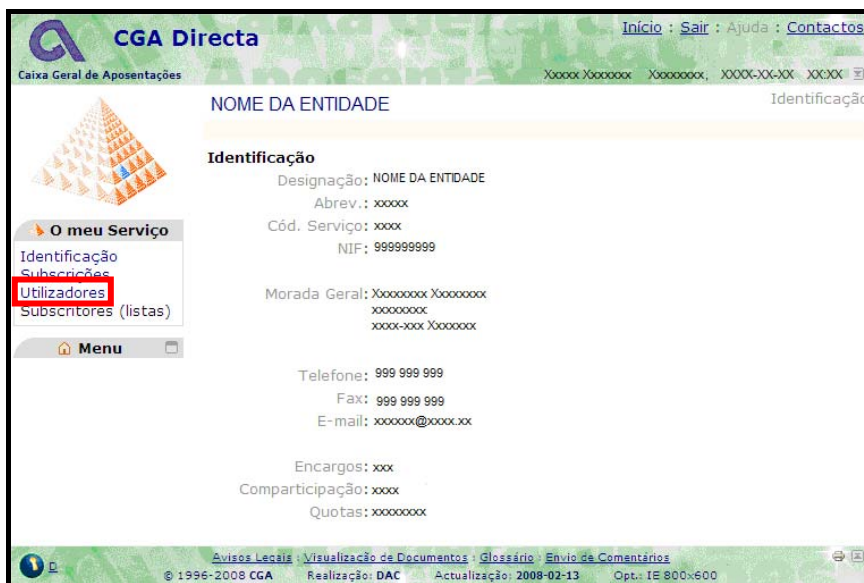 CGA Directa
Início : Sair : Ajuda : Contactos
Caixa Geral de Aposentações
Xxxxx Xxxxxxx Xxxxxxxx, XXXX-XX-XX XX:XX
NOME DA ENTIDADE
Identificação
Identificação
Designação: NOME DA ENTIDADE
Abrev.: xxxxx
Cód. Serviço: xxxx
NIF: 999999999
Morada Geral: Xxxxxxxx Xxxxxxxx
xxxxxxxx
xxxx-xxx Xxxxxxx
Telefone: 999 999 999
Fax: 999 999 999
E-mail: xxxxxx@xxxx.xx
Encargos: xxx
Comparticipação: xxxx
Quotas: xxxxxxxx
O meu Serviço
Identificação
Subscrições
Utilizadores
Subscritores (listas)
Menu
D
Avisos Legais : Visualização de Documentos : Glossário : Envio de Comentários
© 1996-2008 CGA Realização: DAC Actualização: 2008-02-13 Opt.: IE 800x600